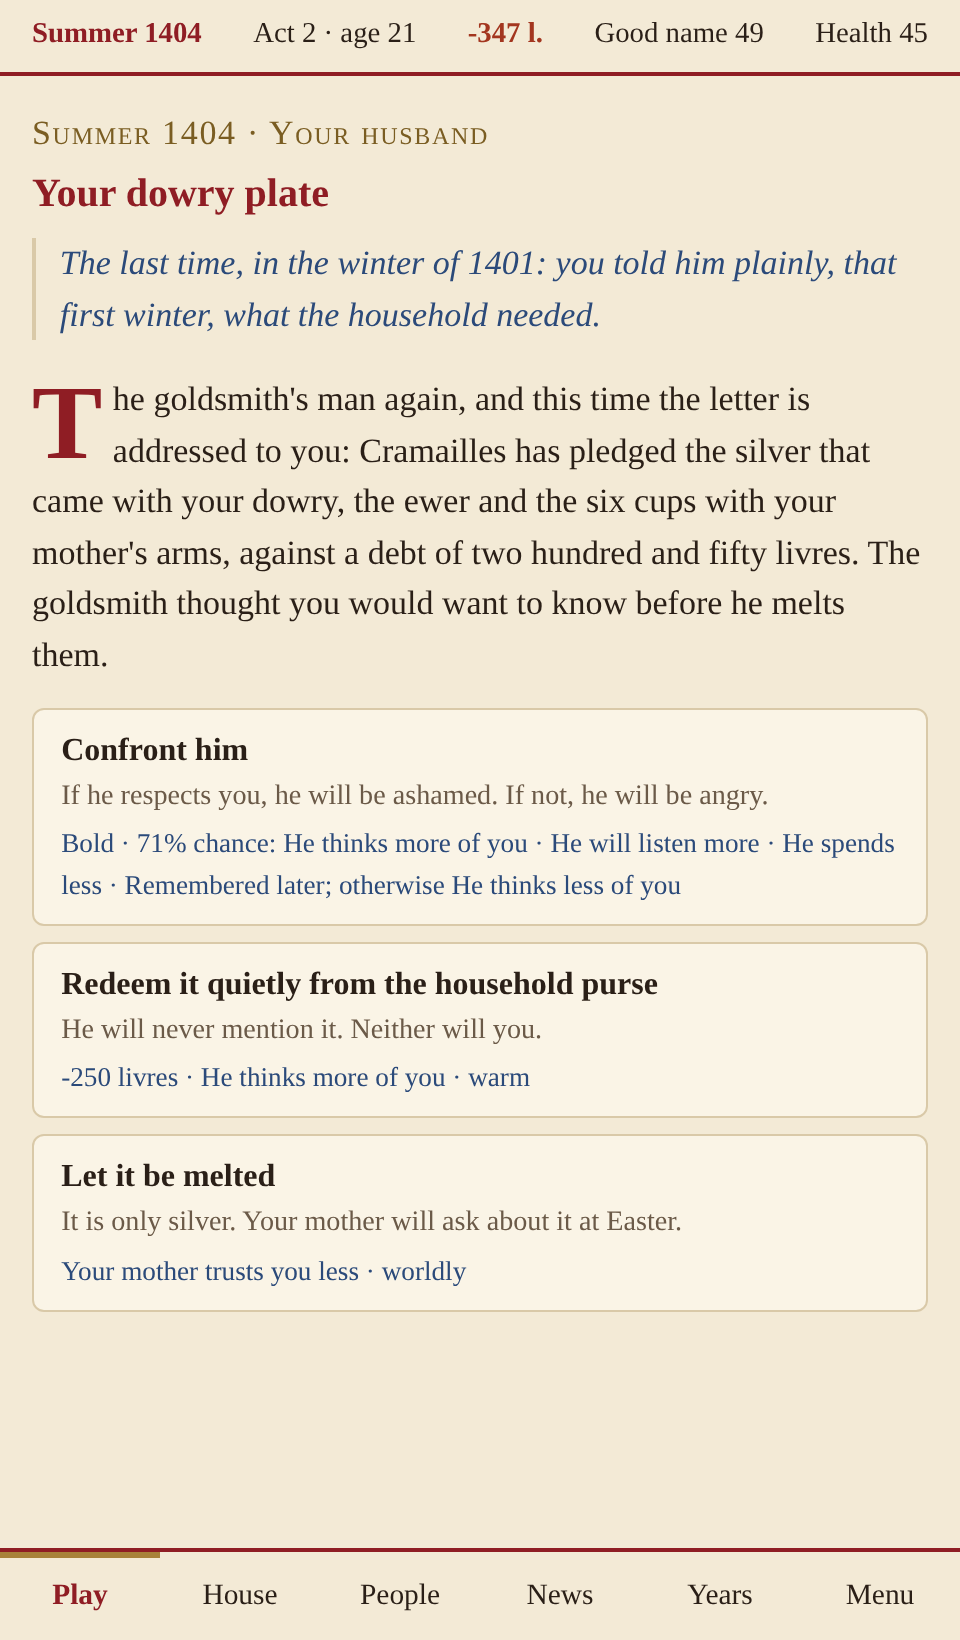 Summer 1404 Act 2 · age 21 -347 l. Good name 49 Health 45
Summer 1404 · Your husband
Your dowry plate
The last time, in the winter of 1401: you told him plainly, that
first winter, what the household needed.
The goldsmith's man again, and this time the letter is
addressed to you: Cramailles has pledged the silver that
came with your dowry, the ewer and the six cups with your
mother's arms, against a debt of two hundred and fifty livres. The
goldsmith thought you would want to know before he melts
them.
Confront him
If he respects you, he will be ashamed. If not, he will be angry.
Bold · 71% chance: He thinks more of you · He will listen more · He spends
less · Remembered later; otherwise He thinks less of you
Redeem it quietly from the household purse
He will never mention it. Neither will you.
-250 livres · He thinks more of you · warm
Let it be melted
It is only silver. Your mother will ask about it at Easter.
Your mother trusts you less · worldly
Play House People News Years Menu